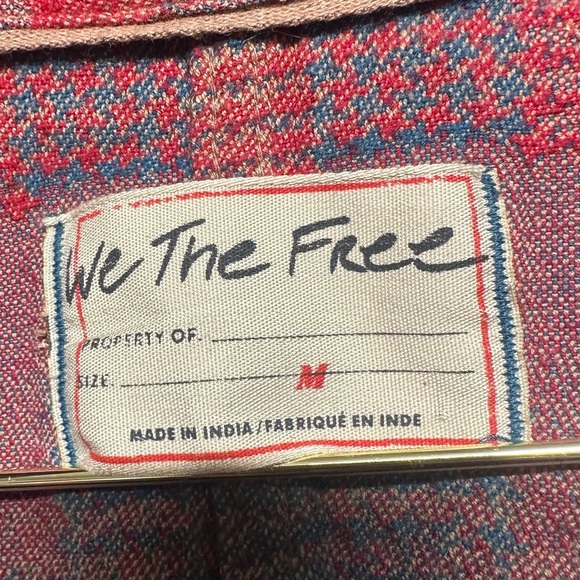 We The Free
PROPERTY OF.
SIZE. M
MADE IN INDIA/FABRIQUÉ EN INDE